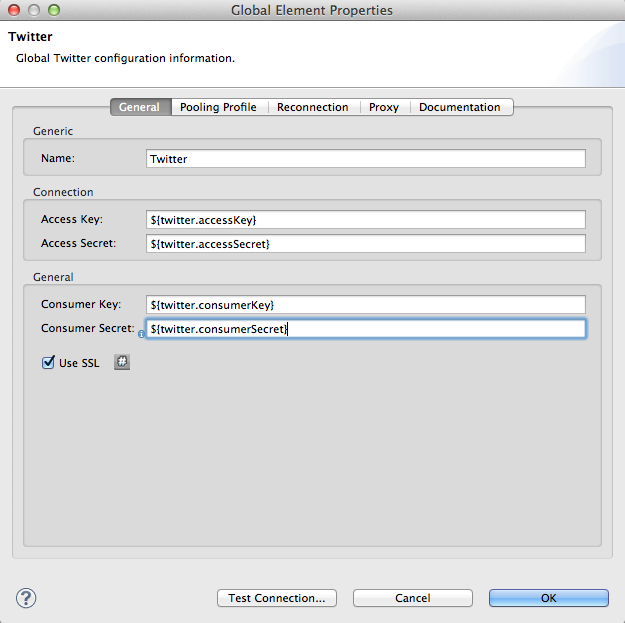 Global Element Properties
Twitter
Global Twitter configuration information.
General Pooling Profile Reconnection Proxy Documentation
Generic
Name: Twitter
Connection
Access Key: ${twitter.accessKey}
Access Secret: ${twitter.accessSecret}
General
Consumer Key: ${twitter.consumerKey}
Consumer Secret: ${twitter.consumerSecret}
Use SSL #
? Test Connection... Cancel OK